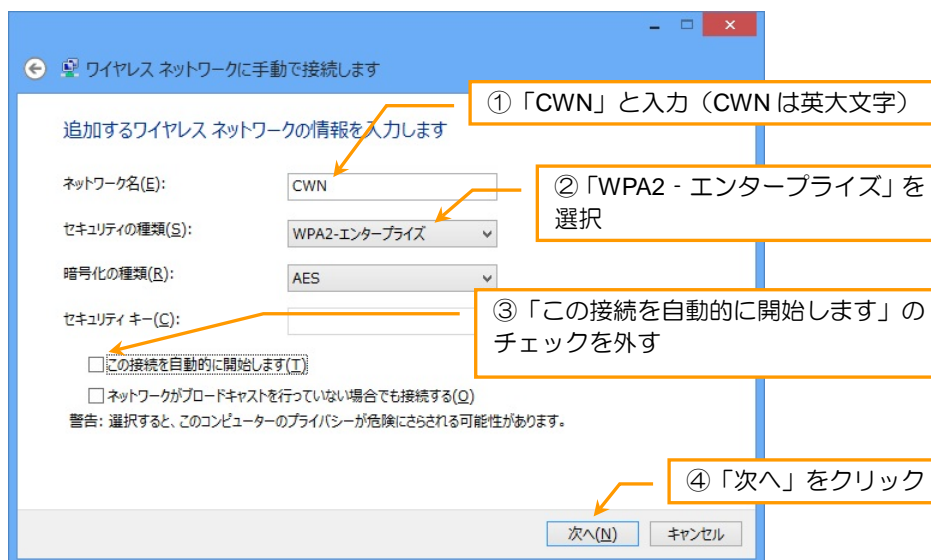 ワイヤレス ネットワークに手動で接続します
①「CWN」と入力（CWN は英大文字）
追加するワイヤレス ネットワークの情報を入力します
ネットワーク名(E):
CWN
②「WPA2 - エンタープライズ」を
選択
セキュリティの種類(S):
WPA2-エンタープライズ
暗号化の種類(R):
AES
セキュリティ キー(C):
③「この接続を自動的に開始します」の
チェックを外す
この接続を自動的に開始します(T)
ネットワークがブロードキャストを行っていない場合でも接続する(O)
警告: 選択すると、このコンピューターのプライバシーが危険にさらされる可能性があります。
④「次へ」をクリック
次へ(N)
キャンセル